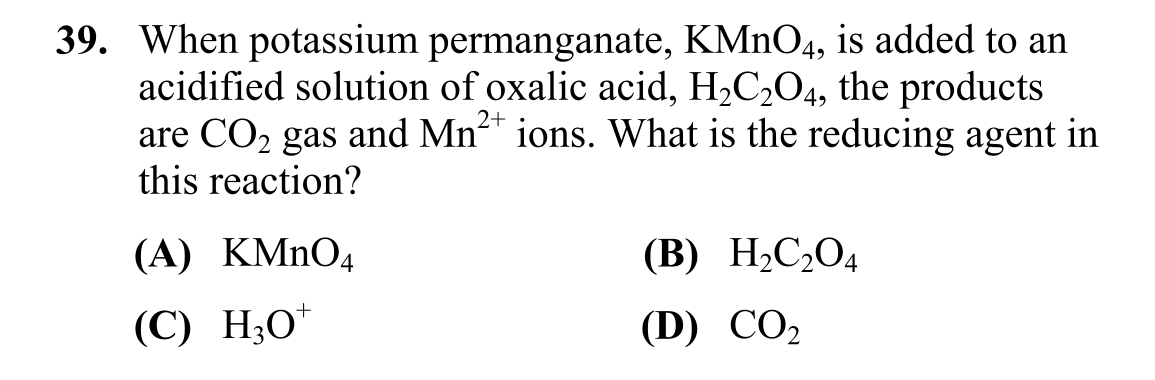 39. When potassium permanganate, KMnO₄, is added to an
acidified solution of oxalic acid, H₂C₂O₄, the products
are CO₂ gas and Mn²⁺ ions. What is the reducing agent in
this reaction?
(A) KMnO₄ (B) H₂C₂O₄
(C) H₃O⁺ (D) CO₂